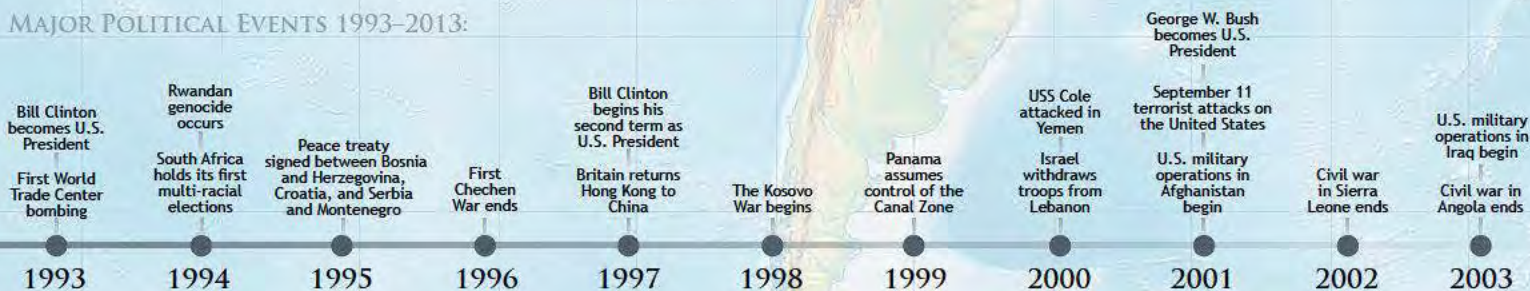 MAJOR POLITICAL EVENTS 1993–2013:
Bill Clinton
becomes U.S.
President
First World
Trade Center
bombing
1993
Rwandan
genocide
occurs
South Africa
holds its first
multi-racial
elections
1994
Peace treaty
signed between Bosnia
and Herzegovina,
Croatia, and Serbia
and Montenegro
1995
First
Chechen
War ends
1996
Bill Clinton
begins his
second term as
U.S. President
Britain returns
Hong Kong to
China
1997
The Kosovo
War begins
1998
Panama
assumes
control of the
Canal Zone
1999
USS Cole
attacked in
Yemen
Israel
withdraws
troops from
Lebanon
2000
George W. Bush
becomes U.S.
President
September 11
terrorist attacks on
the United States
U.S. military
operations in
Afghanistan
begin
2001
Civil war
in Sierra
Leone ends
2002
U.S. military
operations in
Iraq begin
Civil war in
Angola ends
2003